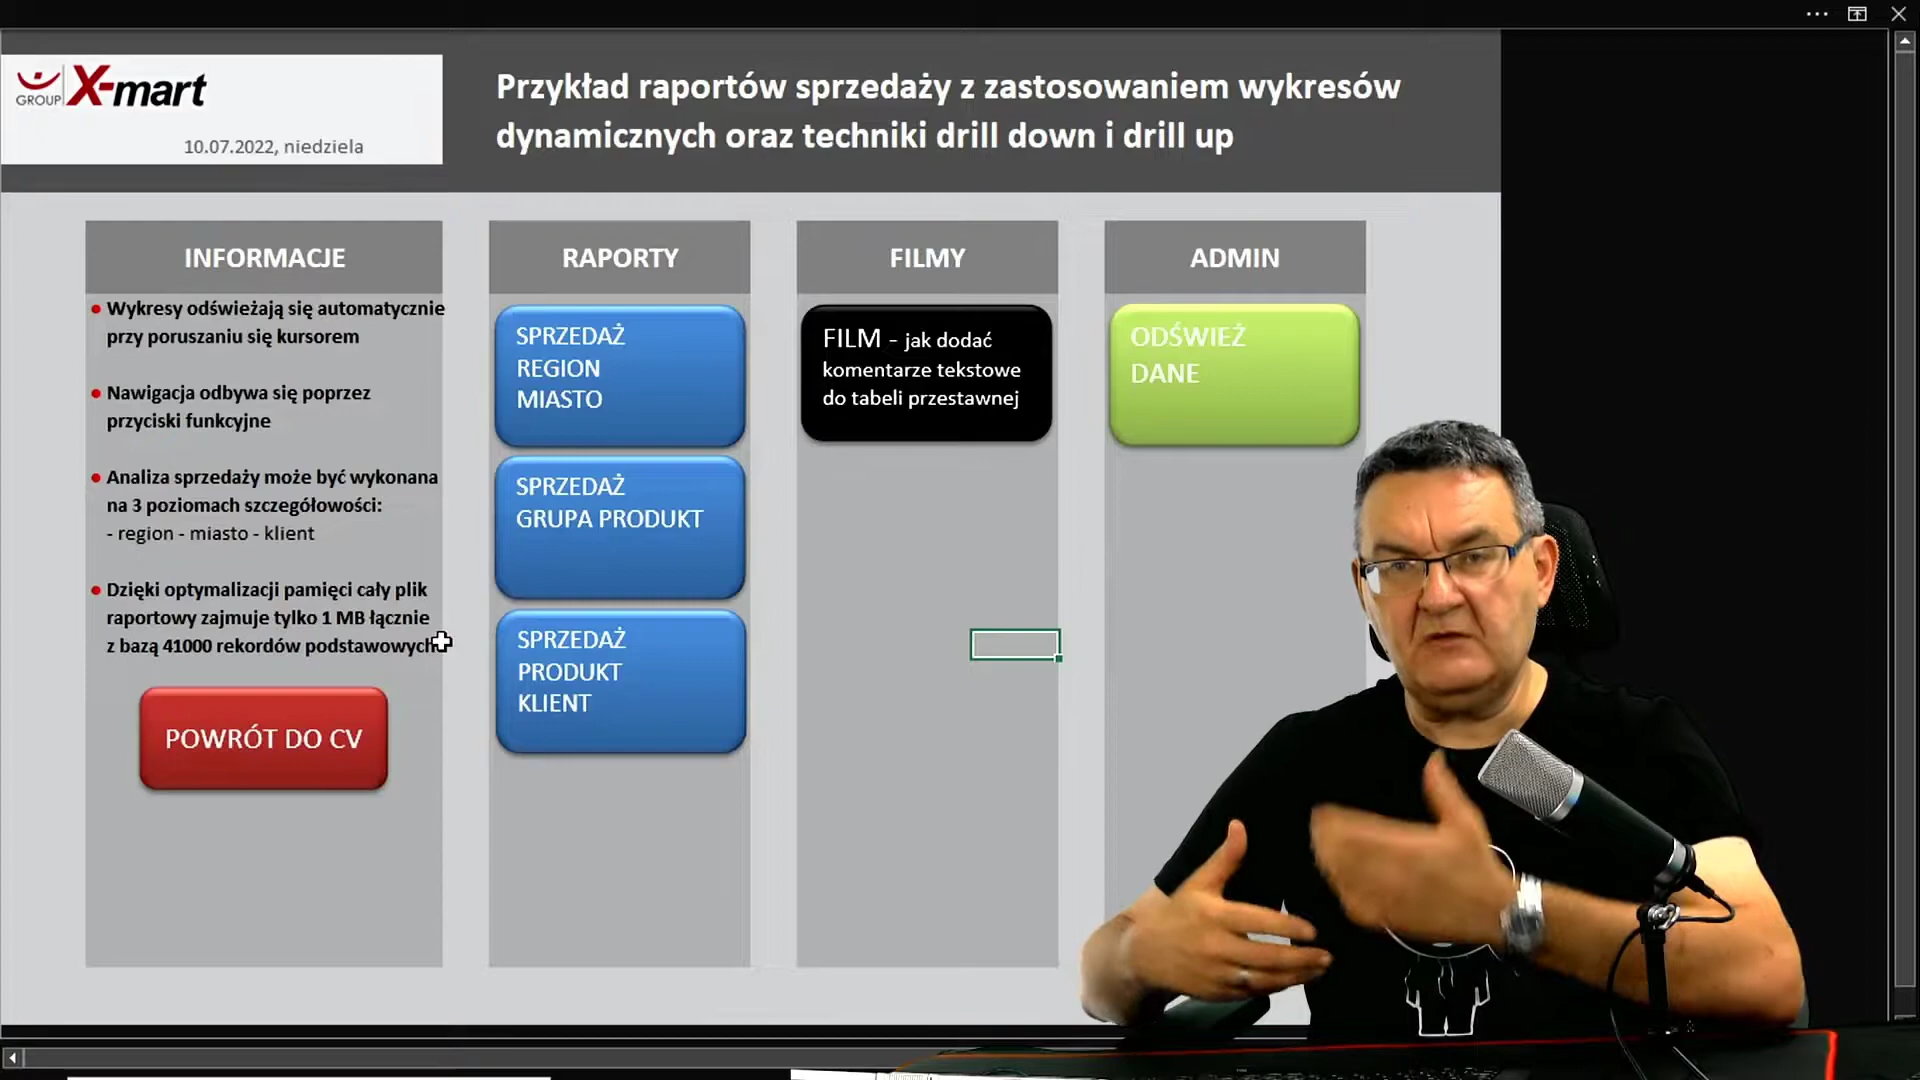 GROUP X-mart
10.07.2022, niedziela
Przykład raportów sprzedaży z zastosowaniem wykresów
dynamicznych oraz techniki drill down i drill up
INFORMACJE
• Wykresy odświeżają się automatycznie
przy poruszaniu się kursorem
• Nawigacja odbywa się poprzez
przyciski funkcyjne
• Analiza sprzedaży może być wykonana
na 3 poziomach szczegółowości:
- region - miasto - klient
• Dzięki optymalizacji pamięci cały plik
raportowy zajmuje tylko 1 MB łącznie
z bazą 41000 rekordów podstawowych
POWRÓT DO CV
RAPORTY
SPRZEDAŻ
REGION
MIASTO
SPRZEDAŻ
GRUPA PRODUKT
SPRZEDAŻ
PRODUKT
KLIENT
FILMY
FILM - jak dodać
komentarze tekstowe
do tabeli przestawnej
ADMIN
ODŚWIEŻ
DANE